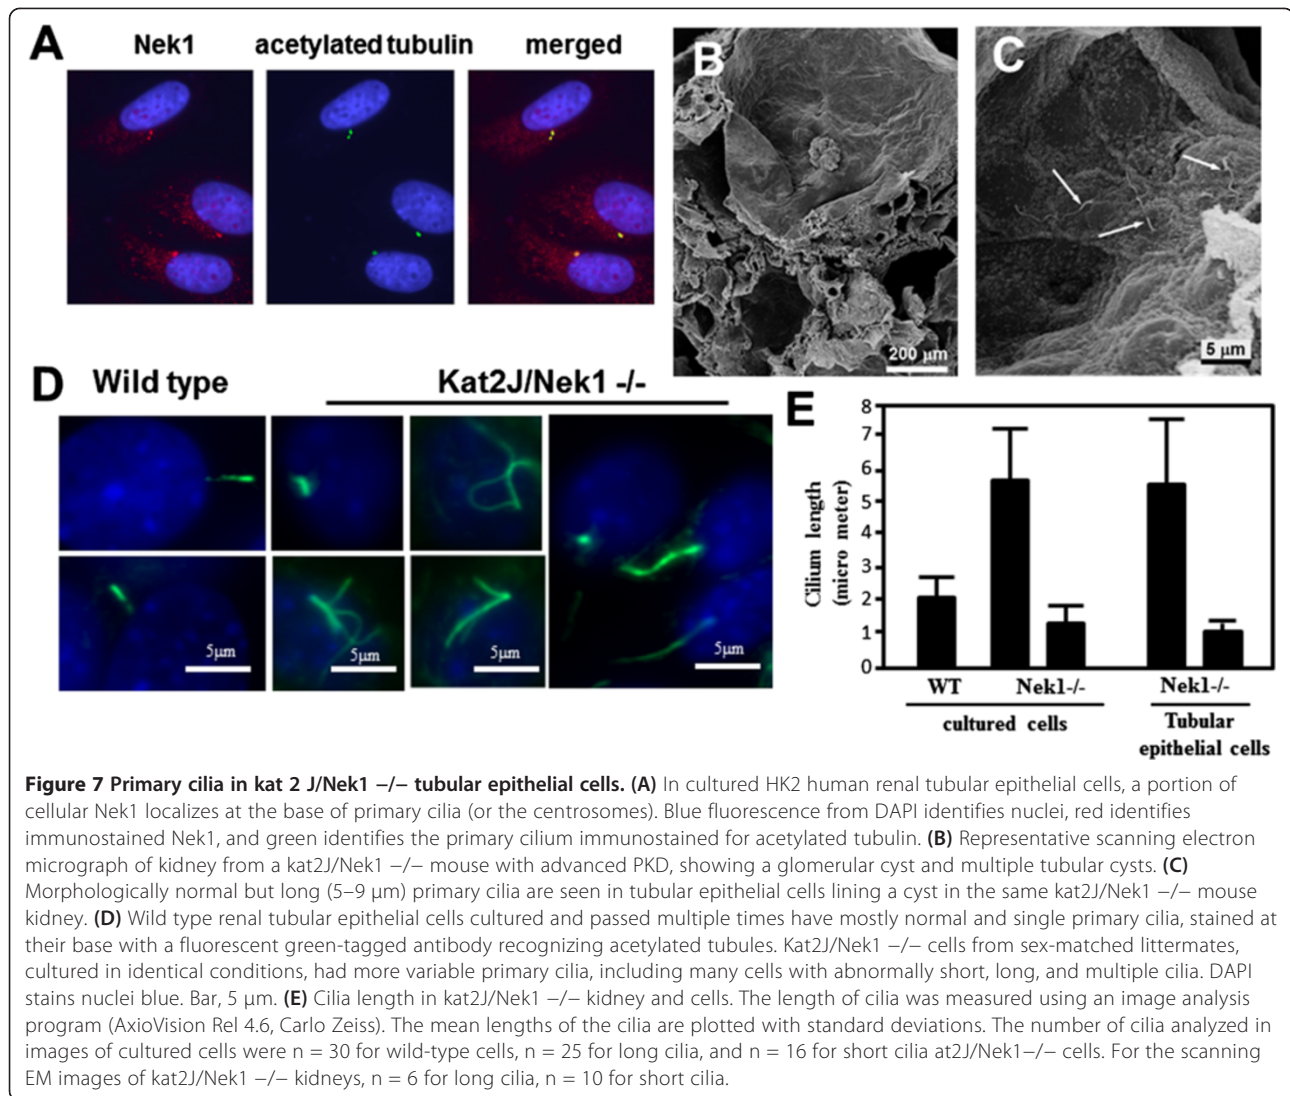 A
Nek1 acetylated tubulin merged
B
200 µm
C
5 µm
D
Wild type Kat2J/Nek1 -/-
5µm 5µm 5µm 5µm
E
Cilium length
(micro meter)
8
7
6
5
4
3
2
1
0
WT Nek1-/- Nek1-/-
cultured cells Tubular
epithelial cells
Figure 7 Primary cilia in kat 2 J/Nek1 −/− tubular epithelial cells. (A) In cultured HK2 human renal tubular epithelial cells, a portion of
cellular Nek1 localizes at the base of primary cilia (or the centrosomes). Blue fluorescence from DAPI identifies nuclei, red identifies
immunostained Nek1, and green identifies the primary cilium immunostained for acetylated tubulin. (B) Representative scanning electron
micrograph of kidney from a kat2J/Nek1 −/− mouse with advanced PKD, showing a glomerular cyst and multiple tubular cysts. (C)
Morphologically normal but long (5–9 µm) primary cilia are seen in tubular epithelial cells lining a cyst in the same kat2J/Nek1 −/− mouse
kidney. (D) Wild type renal tubular epithelial cells cultured and passed multiple times have mostly normal and single primary cilia, stained at
their base with a fluorescent green-tagged antibody recognizing acetylated tubules. Kat2J/Nek1 −/− cells from sex-matched littermates,
cultured in identical conditions, had more variable primary cilia, including many cells with abnormally short, long, and multiple cilia. DAPI
stains nuclei blue. Bar, 5 µm. (E) Cilia length in kat2J/Nek1 −/− kidney and cells. The length of cilia was measured using an image analysis
program (AxioVision Rel 4.6, Carlo Zeiss). The mean lengths of the cilia are plotted with standard deviations. The number of cilia analyzed in
images of cultured cells were n = 30 for wild-type cells, n = 25 for long cilia, and n = 16 for short cilia at2J/Nek1−/− cells. For the scanning
EM images of kat2J/Nek1 −/− kidneys, n = 6 for long cilia, n = 10 for short cilia.